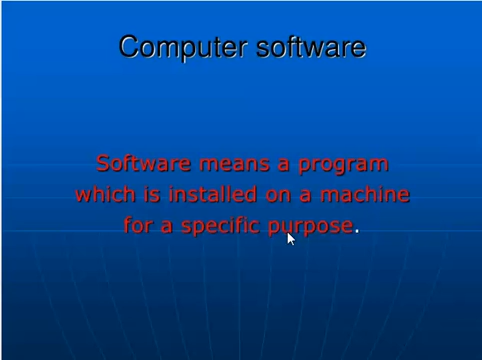 Computer software
Software means a program
which is installed on a machine
for a specific purpose.